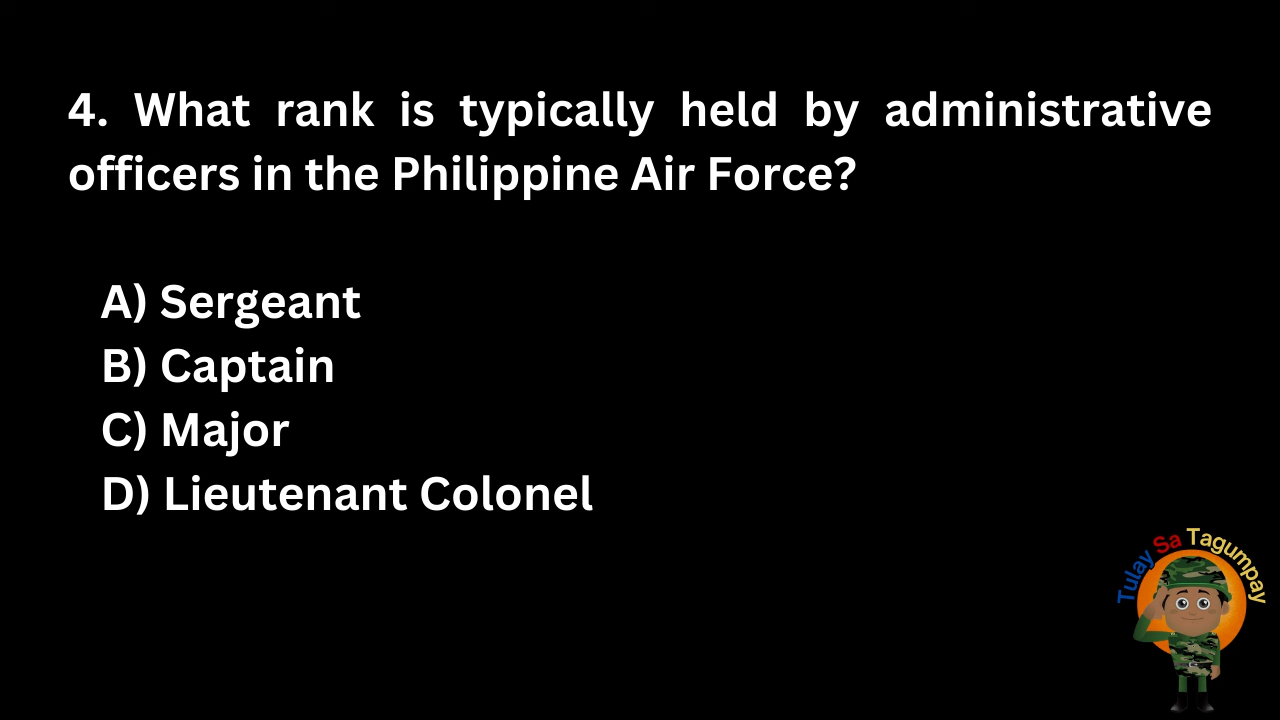 4. What rank is typically held by administrative
officers in the Philippine Air Force?
A) Sergeant
B) Captain
C) Major
D) Lieutenant Colonel
Tulay Sa Tagumpay